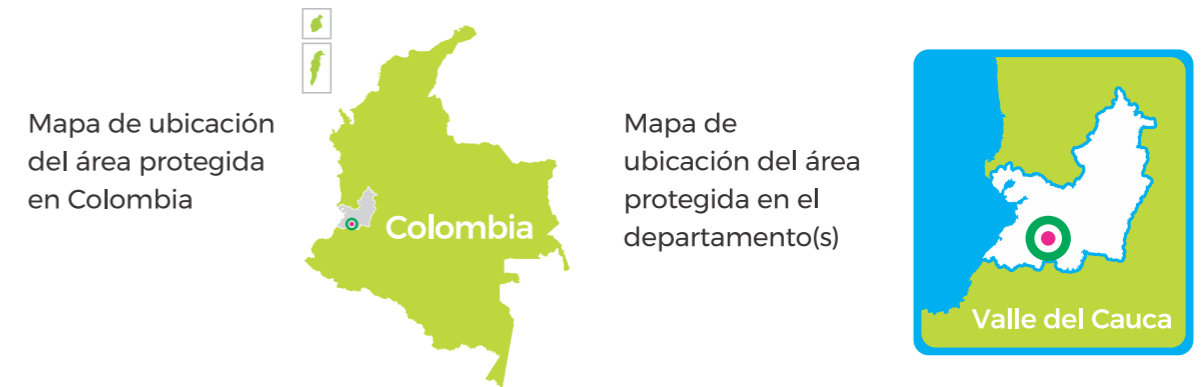 Mapa de ubicación
del área protegida
en Colombia
Colombia
Mapa de
ubicación del área
protegida en el
departamento(s)
Valle del Cauca